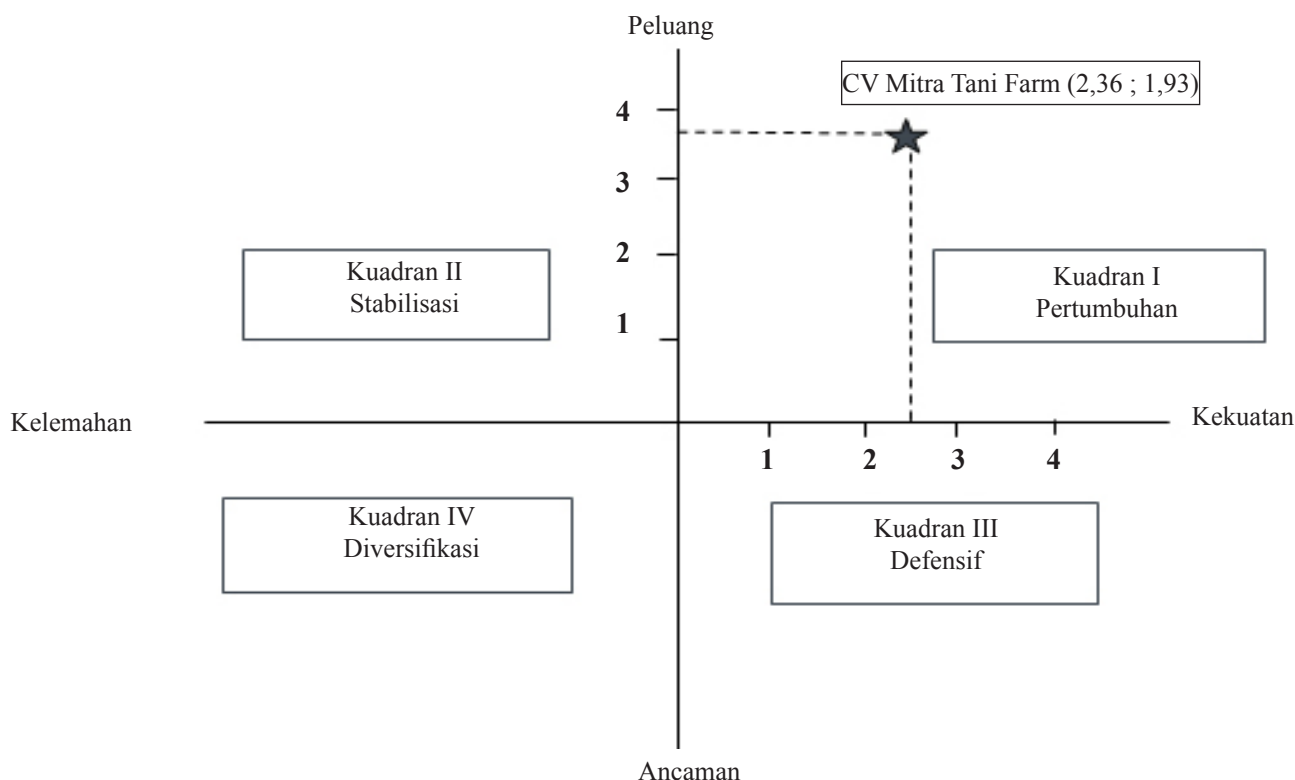 Peluang
CV Mitra Tani Farm (2,36 ; 1,93)
4
3
2
1
Kuadran II
Stabilisasi
Kuadran I
Pertumbuhan
Kelemahan
Kekuatan
1 2 3 4
Kuadran IV
Diversifikasi
Kuadran III
Defensif
Ancaman